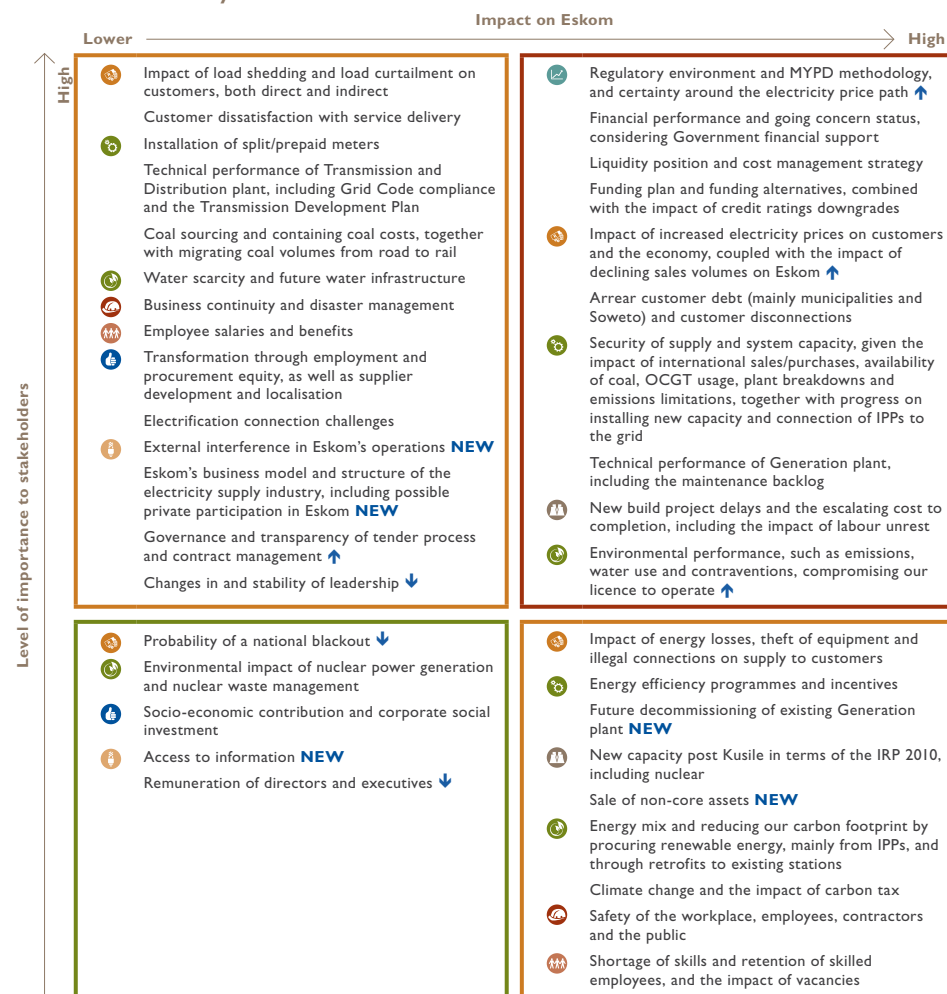 Impact on Eskom
Lower
High
High
Level of importance to stakeholders
Impact of load shedding and load curtailment on
customers, both direct and indirect
Customer dissatisfaction with service delivery
Installation of split/prepaid meters
Technical performance of Transmission and
Distribution plant, including Grid Code compliance
and the Transmission Development Plan
Coal sourcing and containing coal costs, together
with migrating coal volumes from road to rail
Water scarcity and future water infrastructure
Business continuity and disaster management
Employee salaries and benefits
Transformation through employment and
procurement equity, as well as supplier
development and localisation
Electrification connection challenges
External interference in Eskom's operations NEW
Eskom's business model and structure of the
electricity supply industry, including possible
private participation in Eskom NEW
Governance and transparency of tender process
and contract management ↑
Changes in and stability of leadership ↓
Regulatory environment and MYPD methodology,
and certainty around the electricity price path ↑
Financial performance and going concern status,
considering Government financial support
Liquidity position and cost management strategy
Funding plan and funding alternatives, combined
with the impact of credit ratings downgrades
Impact of increased electricity prices on customers
and the economy, coupled with the impact of
declining sales volumes on Eskom ↑
Arrear customer debt (mainly municipalities and
Soweto) and customer disconnections
Security of supply and system capacity, given the
impact of international sales/purchases, availability
of coal, OCGT usage, plant breakdowns and
emissions limitations, together with progress on
installing new capacity and connection of IPPs to
the grid
Technical performance of Generation plant,
including the maintenance backlog
New build project delays and the escalating cost to
completion, including the impact of labour unrest
Environmental performance, such as emissions,
water use and contraventions, compromising our
licence to operate ↑
Probability of a national blackout ↓
Environmental impact of nuclear power generation
and nuclear waste management
Socio-economic contribution and corporate social
investment
Access to information NEW
Remuneration of directors and executives ↓
Impact of energy losses, theft of equipment and
illegal connections on supply to customers
Energy efficiency programmes and incentives
Future decommissioning of existing Generation
plant NEW
New capacity post Kusile in terms of the IRP 2010,
including nuclear
Sale of non-core assets NEW
Energy mix and reducing our carbon footprint by
procuring renewable energy, mainly from IPPs, and
through retrofits to existing stations
Climate change and the impact of carbon tax
Safety of the workplace, employees, contractors
and the public
Shortage of skills and retention of skilled
employees, and the impact of vacancies